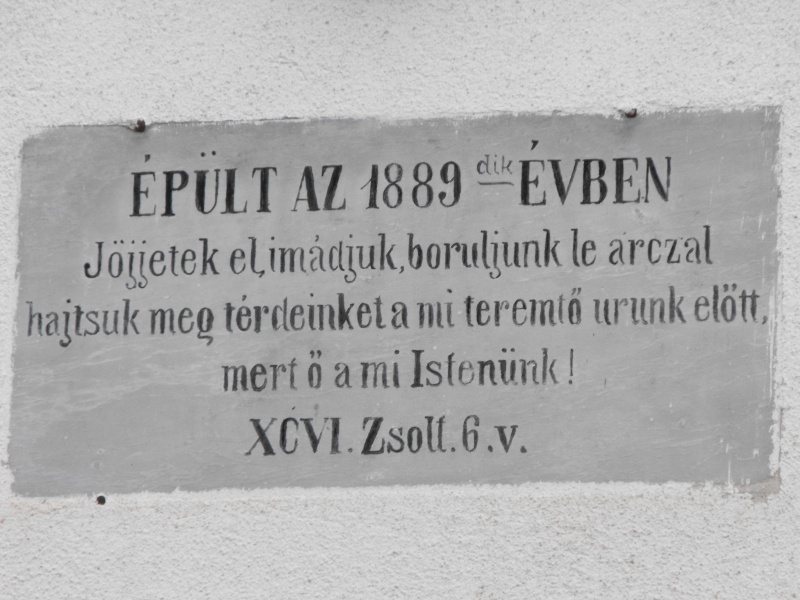 ÉPÜLT AZ 1889 dik ÉVBEN
Jöjjetek el, imádjuk, boruljunk le arczal
hajtsuk meg térdeinket a mi teremtő urunk előtt,
mert ő a mi Istenünk!
XCVI. Zsolt. 6.v.